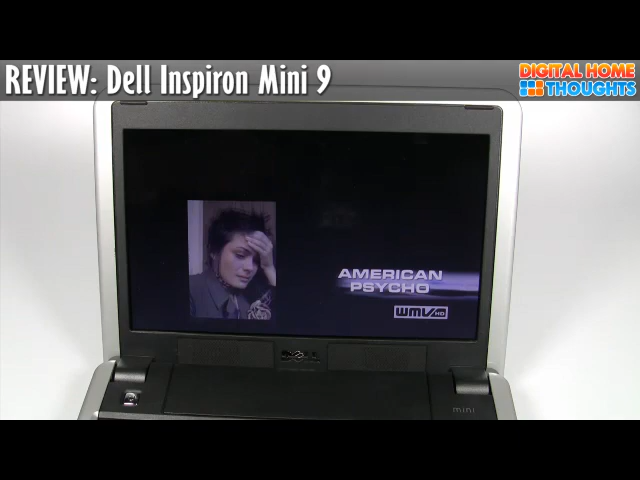 REVIEW: Dell Inspiron Mini 9
DIGITAL HOME
THOUGHTS
AMERICAN
PSYCHO
WMV HD
DELL
mini